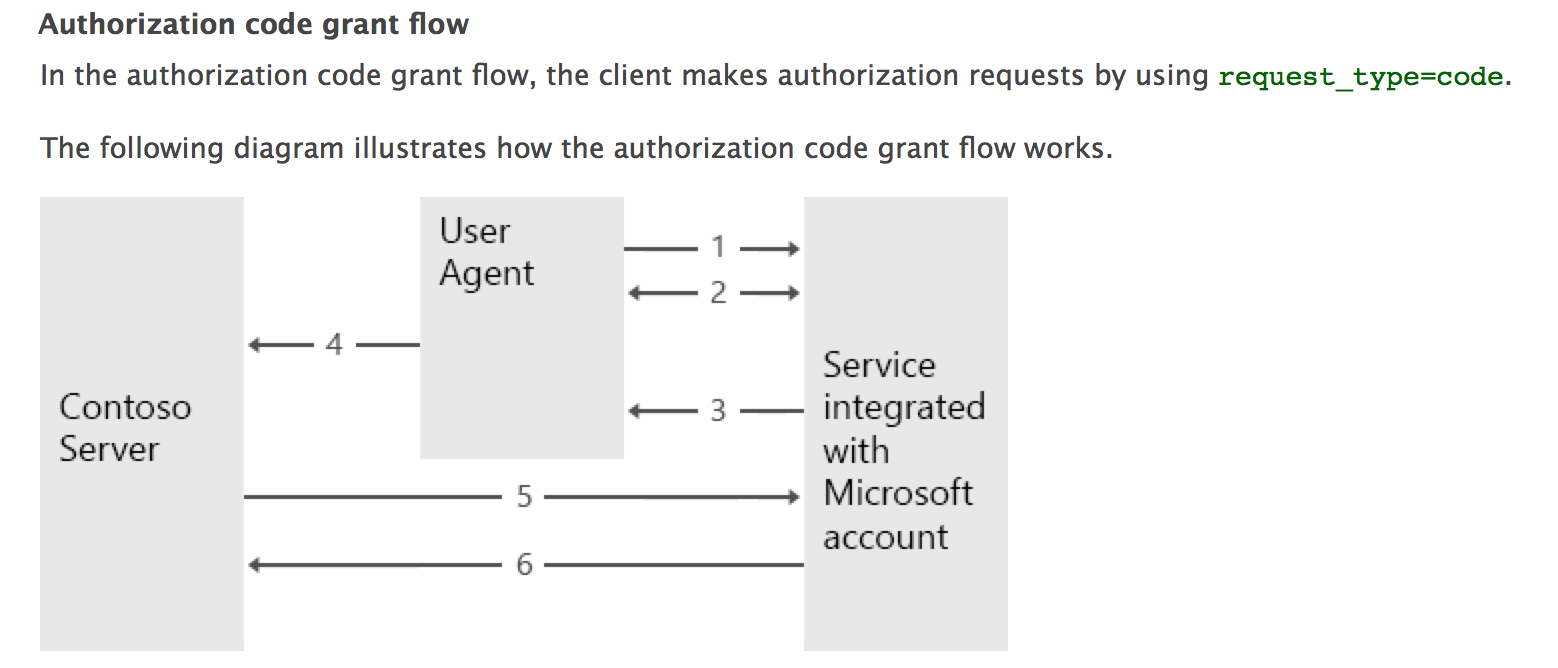 Authorization code grant flow
In the authorization code grant flow, the client makes authorization requests by using request_type=code.
The following diagram illustrates how the authorization code grant flow works.
User
Agent
1
2
4
3
Contoso
Server
Service
integrated
with
Microsoft
account
5
6